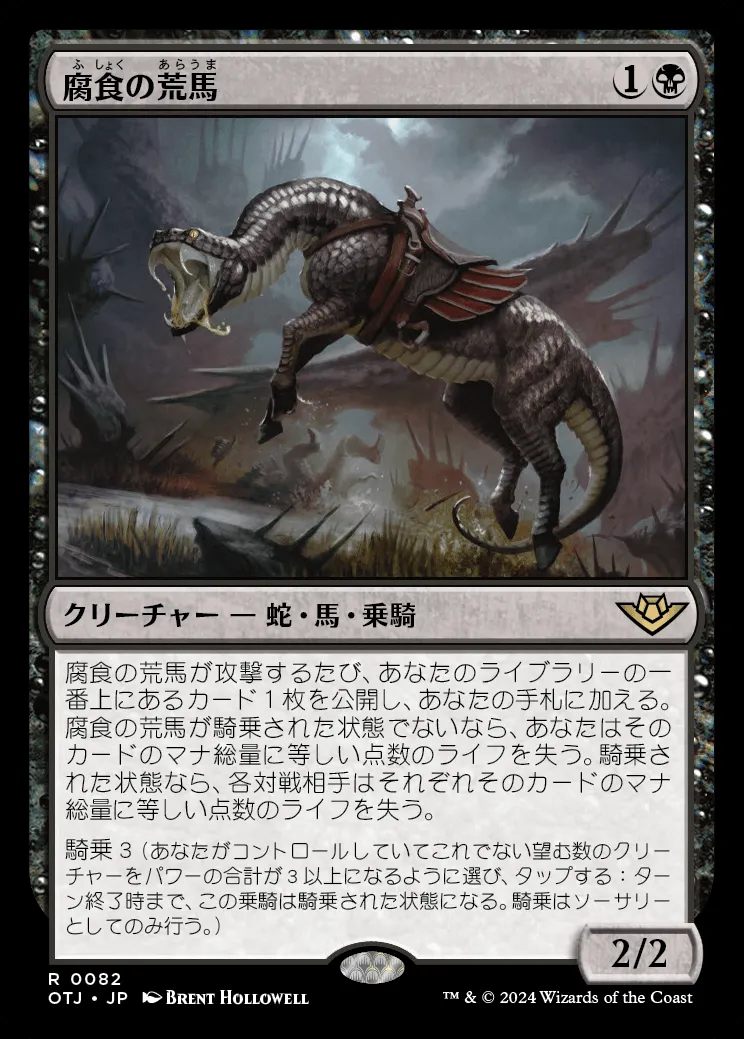 腐食の荒馬
ふしょく あらうま
1
クリーチャー — 蛇・馬・乗騎
腐食の荒馬が攻撃するたび、あなたのライブラリーの一
番上にあるカード1枚を公開し、あなたの手札に加える。
腐食の荒馬が騎乗された状態でないなら、あなたはその
カードのマナ総量に等しい点数のライフを失う。騎乗さ
れた状態なら、各対戦相手はそれぞれそのカードのマナ
総量に等しい点数のライフを失う。
騎乗3(あなたがコントロールしていてこれでない望む数のクリー
チャーをパワーの合計が3以上になるように選び、タップする:ター
ン終了時まで、この乗騎は騎乗された状態になる。騎乗はソーサリー
としてのみ行う。)
2/2
R 0082
OTJ • JP Brent Hollowell
™ & © 2024 Wizards of the Coast